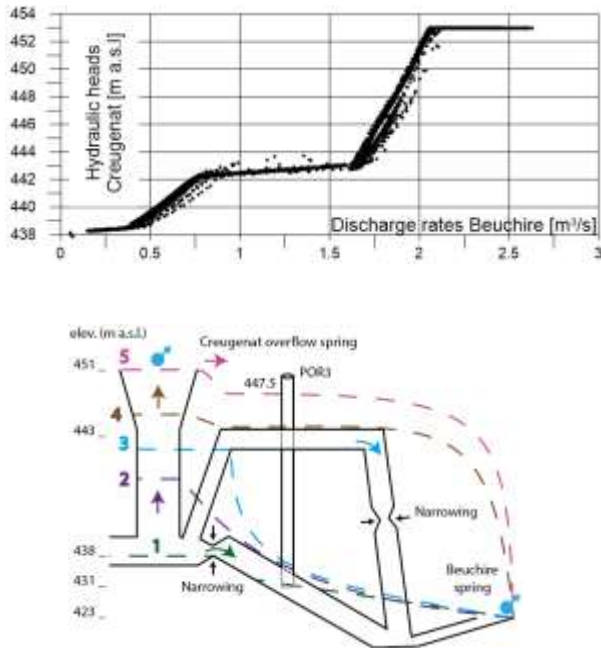 454
452
450
448
446
444
442
440
438
Hydraulic heads
Creugenat [m a.s.l]
Discharge rates Beuchire [m³/s]
0 0.5 1 1.5 2 2.5 3
elev. (m a.s.l.)
Creugenat overflow spring
451 5
447.5 POR3
4
443
3
2
Narrowing
1
438
Narrowing
Beuchire
spring
431
423